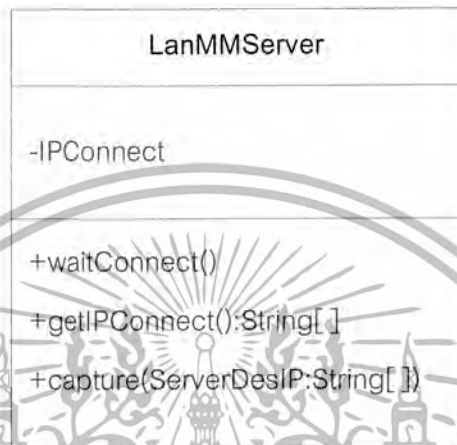 LanMMServer
-IPConnect
+waitConnect()
+getIPConnect():String[ ]
+capture(ServerDesIP:String[ ])